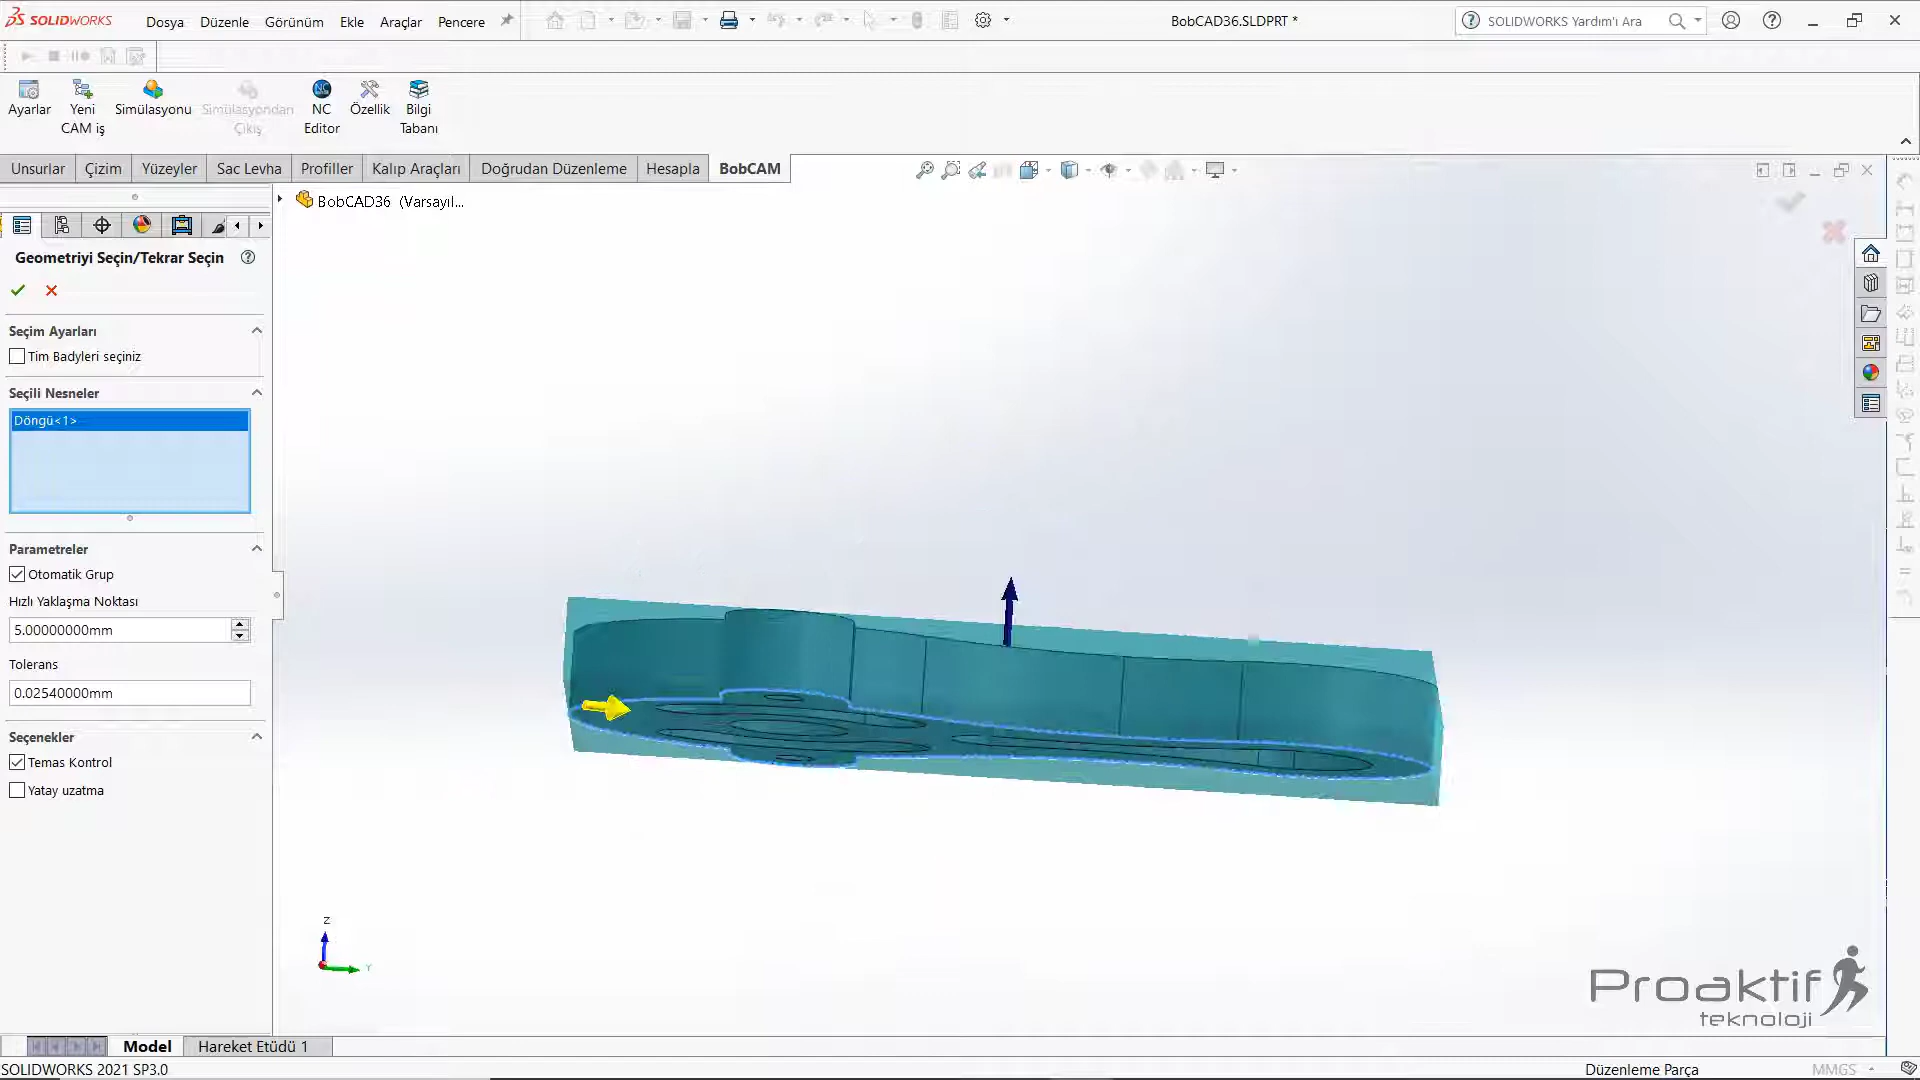 SOLIDWORKS Dosya Düzenle Görünüm Ekle Araçlar Pencere BobCAD36.SLDPRT * SOLIDWORKS Yardım'ı Ara
Ayarlar Yeni CAM iş Simülasyonu Simülasyondan Çıkış NC Editor Özellik Bilgi Tabanı
Unsurlar Çizim Yüzeyler Sac Levha Profiller Kalıp Araçları Doğrudan Düzenleme Hesapla BobCAM
BobCAD36 (Varsayıl...
Geometriyi Seçin/Tekrar Seçin
Seçim Ayarları
Tim Badyleri seçiniz
Seçili Nesneler
Döngü<1>
Parametreler
Otomatik Grup
Hızlı Yaklaşma Noktası
5.00000000mm
Tolerans
0.02540000mm
Seçenekler
Temas Kontrol
Yatay uzatma
Z
Y
Proaktif
teknoloji
Model Hareket Etüdü 1
SOLIDWORKS 2021 SP3.0 Düzenleme Parça MMGS